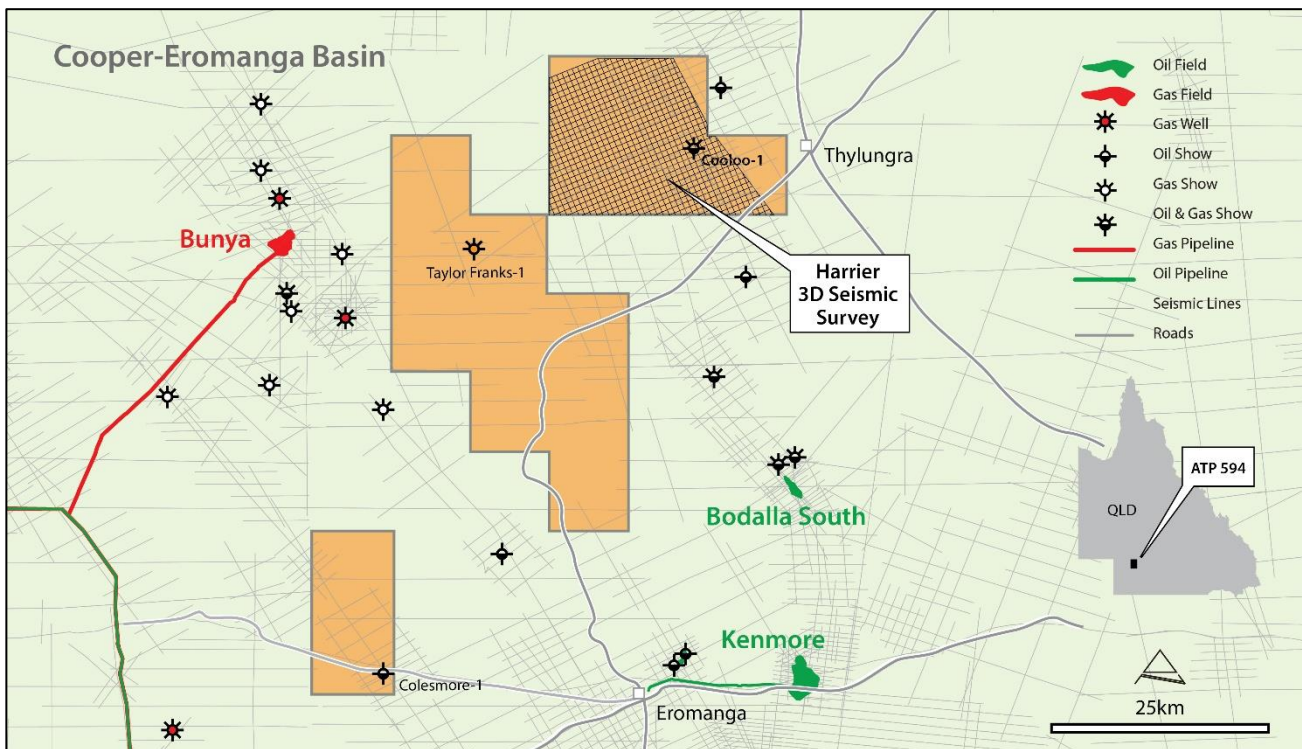 Cooper-Eromanga Basin
Oil Field
Gas Field
Gas Well
Oil Show
Gas Show
Oil & Gas Show
Gas Pipeline
Oil Pipeline
Seismic Lines
Roads
Cooloo-1
Thylungra
Bunya
Taylor Franks-1
Harrier
3D Seismic
Survey
ATP 594
QLD
Bodalla South
Kenmore
Colesmore-1
Eromanga
25km